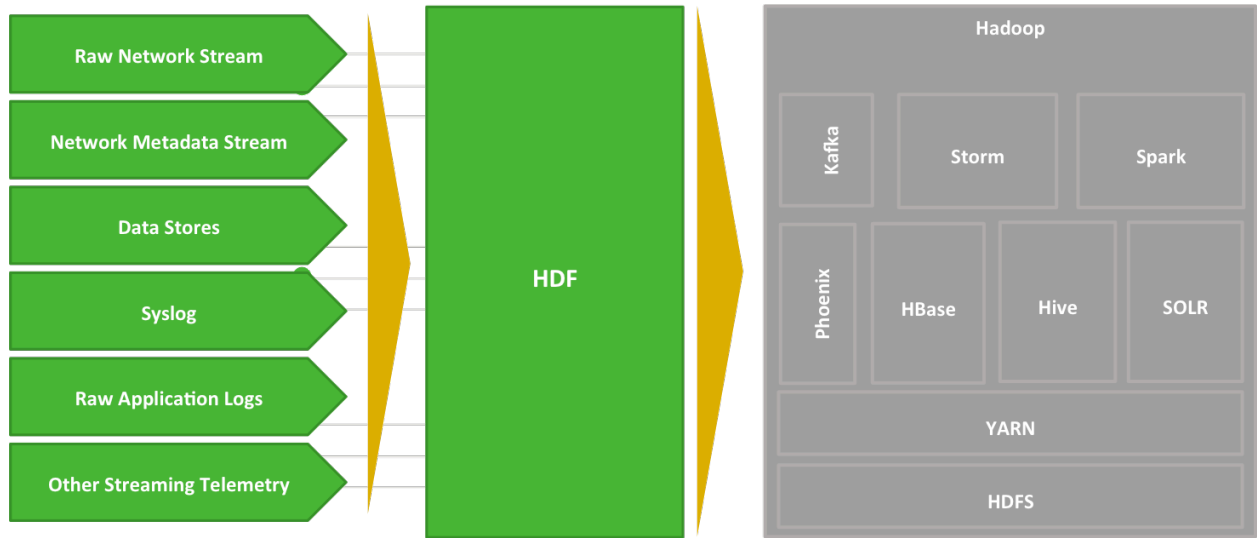 Raw Network Stream
Network Metadata Stream
Data Stores
Syslog
Raw Application Logs
Other Streaming Telemetry
HDF
Hadoop
Kafka
Storm
Spark
Phoenix
HBase
Hive
SOLR
YARN
HDFS